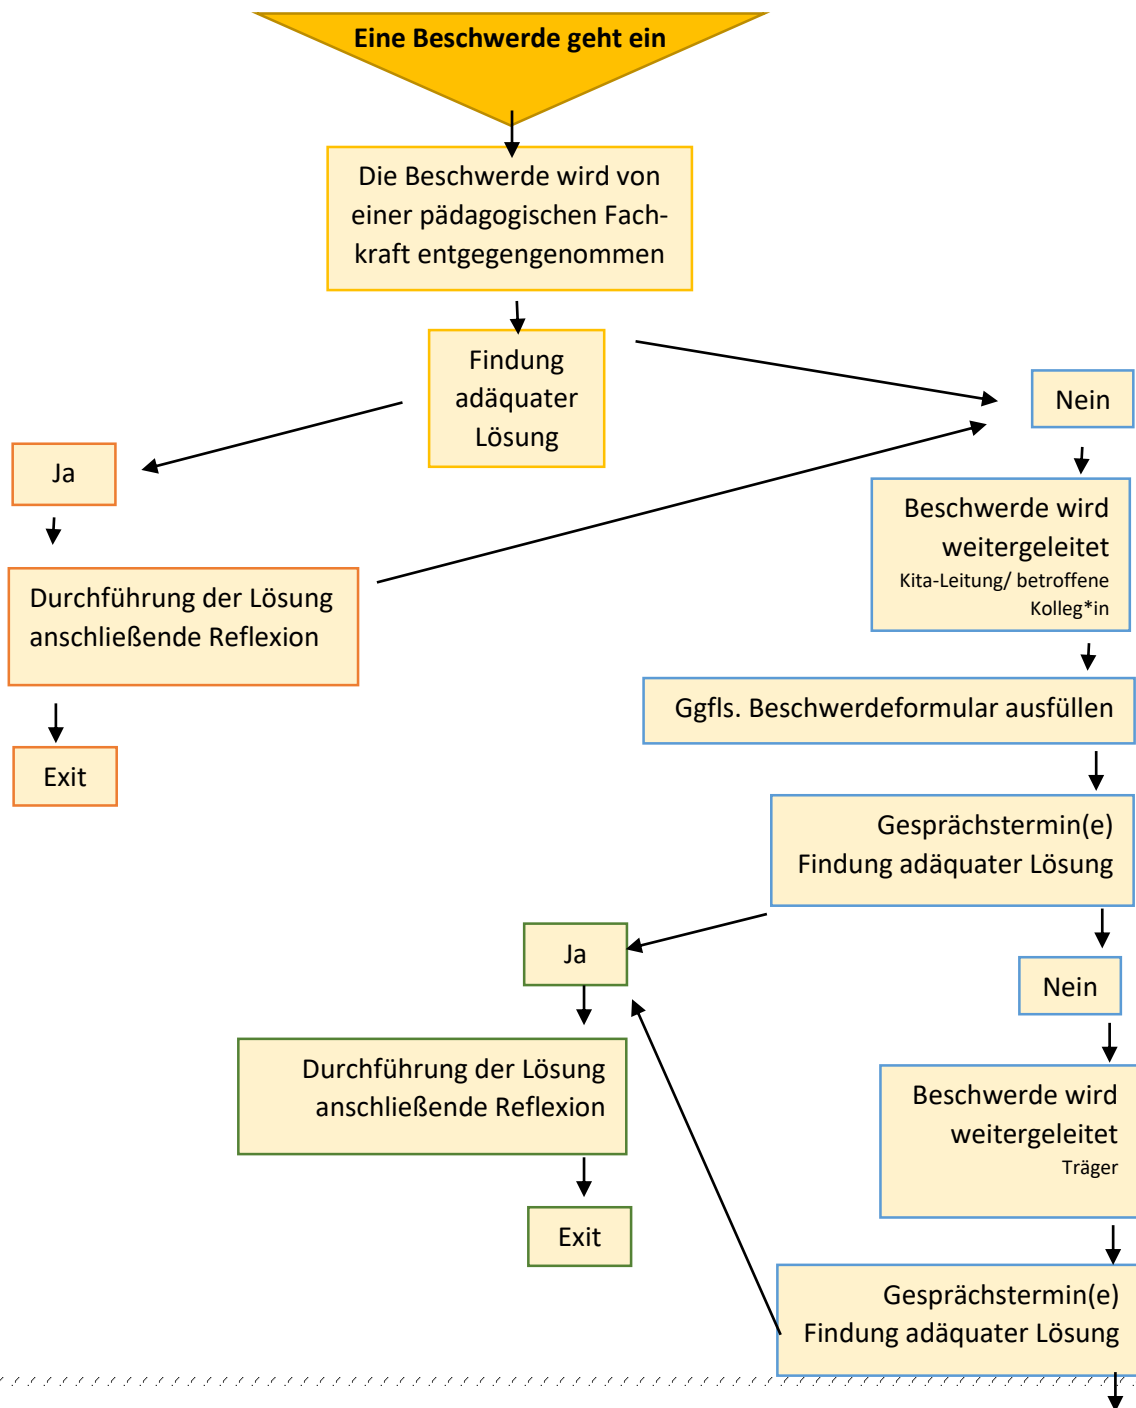 Eine Beschwerde geht ein
Die Beschwerde wird von
einer pädagogischen Fach-
kraft entgegengenommen
Findung
adäquater
Lösung
Nein
Ja
Beschwerde wird
weitergeleitet
Kita-Leitung/ betroffene
Kolleg*in
Durchführung der Lösung
anschließende Reflexion
Ggfls. Beschwerdeformular ausfüllen
Exit
Gesprächstermin(e)
Findung adäquater Lösung
Ja
Nein
Durchführung der Lösung
anschließende Reflexion
Beschwerde wird
weitergeleitet
Träger
Exit
Gesprächstermin(e)
Findung adäquater Lösung